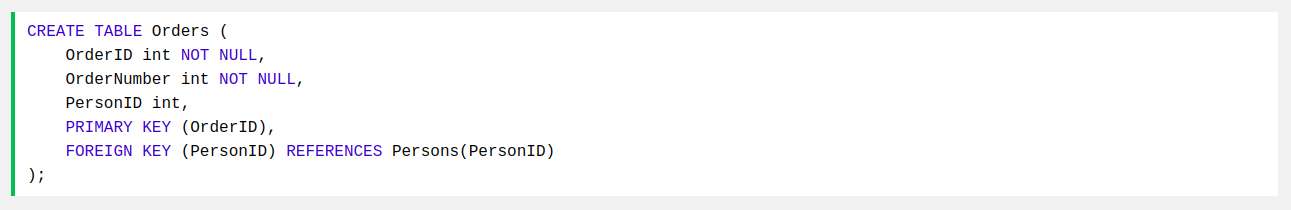 CREATE TABLE Orders (
    OrderID int NOT NULL,
    OrderNumber int NOT NULL,
    PersonID int,
    PRIMARY KEY (OrderID),
    FOREIGN KEY (PersonID) REFERENCES Persons(PersonID)
);